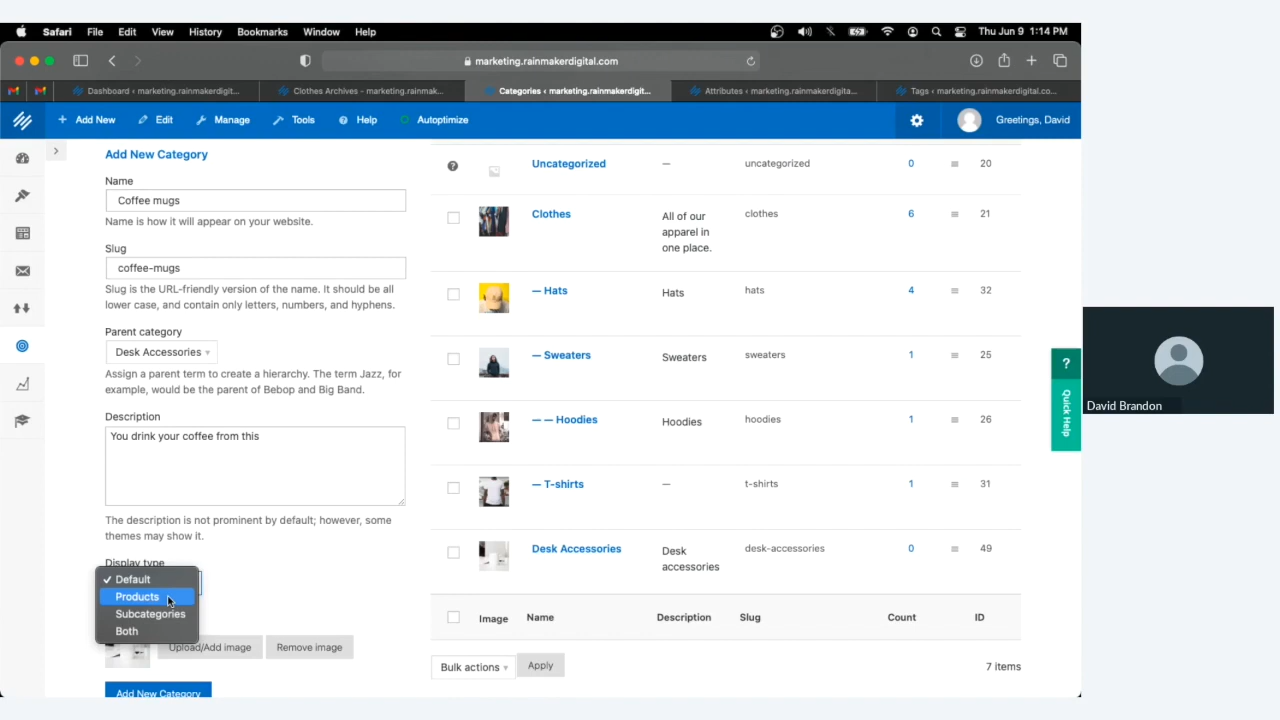 Safari File Edit View History Bookmarks Window Help Thu Jun 9 1:14 PM
marketing.rainmakerdigital.com
Dashboard ‹ marketing.rainmakerdigit... Clothes Archives - marketing.rainmak... Categories ‹ marketing.rainmakerdigit... Attributes ‹ marketing.rainmakerdigita... Tags ‹ marketing.rainmakerdigital.co...
+ Add New Edit Manage Tools Help Autoptimize Greetings, David
Add New Category
Name
Coffee mugs
Name is how it will appear on your website.
Slug
coffee-mugs
Slug is the URL-friendly version of the name. It should be all
lower case, and contain only letters, numbers, and hyphens.
Parent category
Desk Accessories
Assign a parent term to create a hierarchy. The term Jazz, for
example, would be the parent of Bebop and Big Band.
Description
You drink your coffee from this
The description is not prominent by default; however, some
themes may show it.
Display type
✓ Default
Products
Subcategories
Both
Upload/Add image Remove image
Add New Category
Uncategorized — uncategorized 0 20
Clothes All of our apparel in one place. clothes 6 21
— Hats Hats hats 4 32
— Sweaters Sweaters sweaters 1 25
— — Hoodies Hoodies hoodies 1 26
— T-shirts — t-shirts 1 31
Desk Accessories Desk accessories desk-accessories 0 49
Image Name Description Slug Count ID
Bulk actions Apply 7 items
? Quick Help
David Brandon